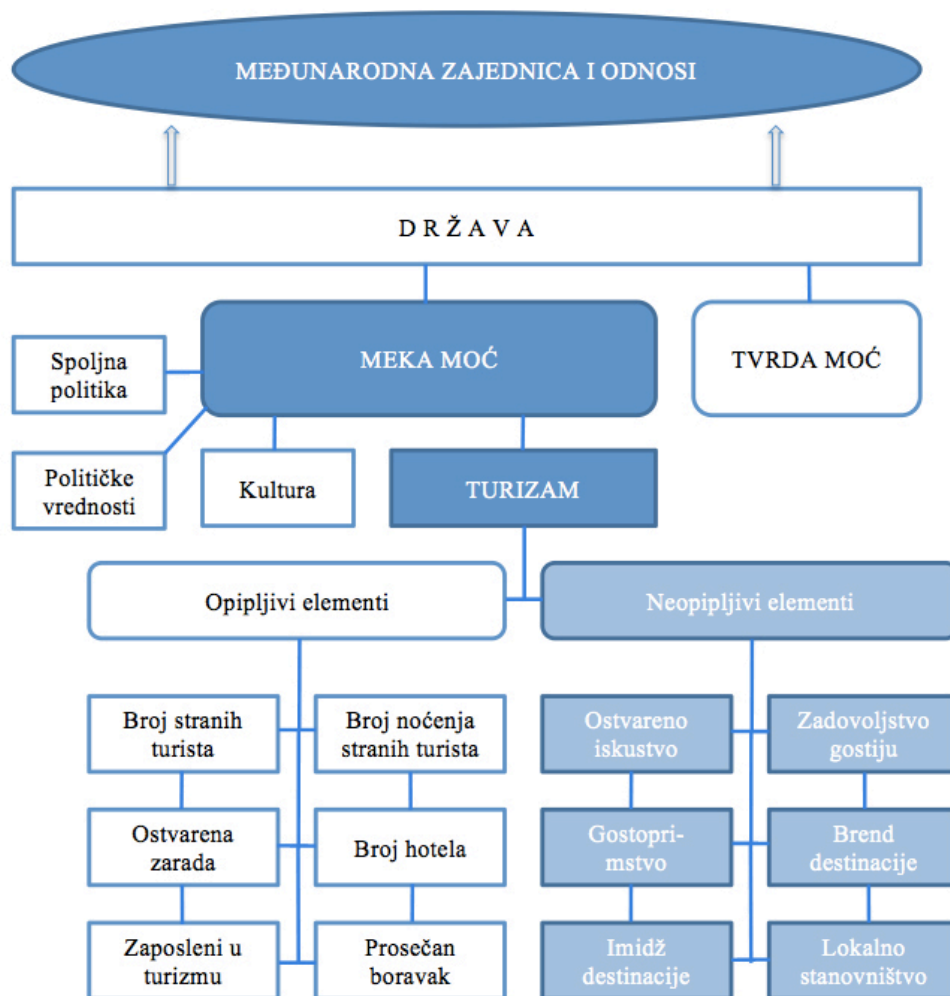 MEĐUNARODNA ZAJEDNICA I ODNOSI
D R Ž A V A
MEKA MOĆ
TVRDA MOĆ
Spoljna
politika
Političke
vrednosti
Kultura
TURIZAM
Opipljivi elementi
Neopipljivi elementi
Broj stranih
turista
Broj noćenja
stranih turista
Ostvareno
iskustvo
Zadovoljstvo
gostiju
Ostvarena
zarada
Broj hotela
Gostopri-
mstvo
Brend
destinacije
Zaposleni u
turizmu
Prosečan
boravak
Imidž
destinacije
Lokalno
stanovništvo